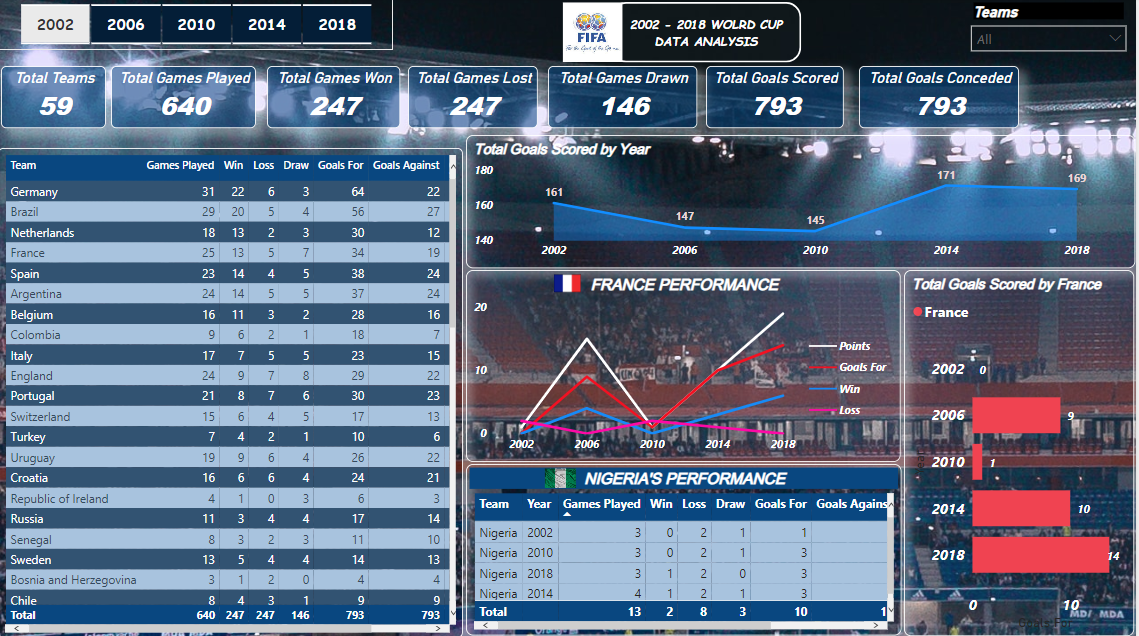 2002 2006 2010 2014 2018
FIFA
For the Good of the Game
2002 - 2018 WOLRD CUP
DATA ANALYSIS
Teams
All
Total Teams
59
Total Games Played
640
Total Games Won
247
Total Games Lost
247
Total Games Drawn
146
Total Goals Scored
793
Total Goals Conceded
793
Team Games Played Win Loss Draw Goals For Goals Against
Germany 31 22 6 3 64 22
Brazil 29 20 5 4 56 27
Netherlands 18 13 2 3 30 12
France 25 13 5 7 34 19
Spain 23 14 4 5 38 24
Argentina 24 14 5 5 37 24
Belgium 16 11 3 2 28 16
Colombia 9 6 2 1 18 7
Italy 17 7 5 5 23 15
England 24 9 7 8 29 22
Portugal 21 8 7 6 30 23
Switzerland 15 6 4 5 17 13
Turkey 7 4 2 1 10 6
Uruguay 19 9 6 4 26 22
Croatia 16 6 6 4 24 21
Republic of Ireland 4 1 0 3 6 3
Russia 11 3 4 4 17 14
Senegal 8 3 2 3 11 10
Sweden 13 5 4 4 14 13
Bosnia and Herzegovina 3 1 2 0 4 4
Chile 8 4 3 1 9 9
Total 640 247 247 146 793 793
Total Goals Scored by Year
180
160
140
161
147
145
171
169
2002 2006 2010 2014 2018
FRANCE PERFORMANCE
20
10
0
2002 2006 2010 2014 2018
Points
Goals For
Win
Loss
Total Goals Scored by France
France
2002 0
2006 9
2010 1
2014 10
2018 14
0 10
NIGERIA'S PERFORMANCE
Team Year Games Played Win Loss Draw Goals For Goals Agains
Nigeria 2002 3 0 2 1 1
Nigeria 2010 3 0 2 1 3
Nigeria 2018 3 1 2 0 3
Nigeria 2014 4 1 2 1 3
Total 13 2 8 3 10 1
MDA/ MDA